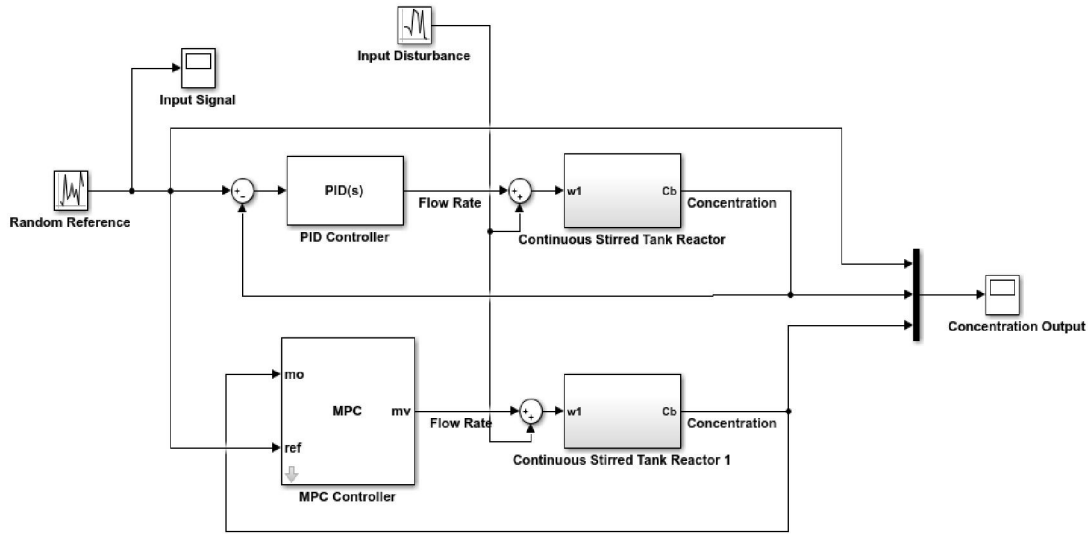 Input Disturbance
Input Signal
Random Reference
+
−
PID(s)
PID Controller
Flow Rate
+
+
w1
Cb
Continuous Stirred Tank Reactor
Concentration
Concentration Output
mo
ref
MPC
mv
MPC Controller
Flow Rate
+
+
w1
Cb
Continuous Stirred Tank Reactor 1
Concentration